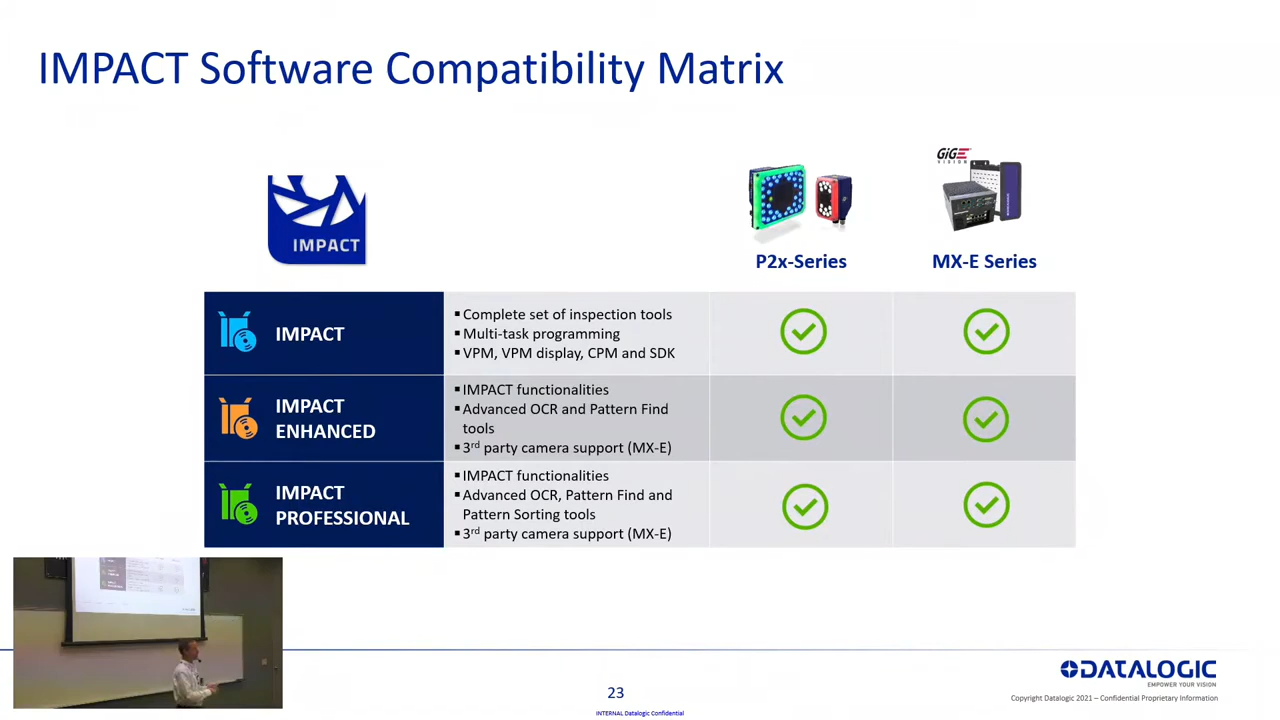 IMPACT Software Compatibility Matrix
GIGE
VISION
IMPACT
P2x-Series
MX-E Series
IMPACT
▪Complete set of inspection tools
▪Multi-task programming
▪VPM, VPM display, CPM and SDK
IMPACT
ENHANCED
▪IMPACT functionalities
▪Advanced OCR and Pattern Find
tools
▪3rd party camera support (MX-E)
IMPACT
PROFESSIONAL
▪IMPACT functionalities
▪Advanced OCR, Pattern Find and
Pattern Sorting tools
▪3rd party camera support (MX-E)
DATALOGIC
EMPOWER YOUR VISION
23
Copyright Datalogic 2021 – Confidential Proprietary Information
INTERNAL Datalogic Confidential